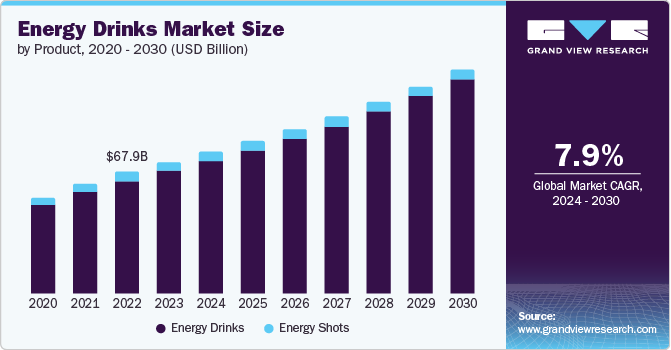 Energy Drinks Market Size
by Product, 2020 - 2030 (USD Billion)
$67.9B
2020 2021 2022 2023 2024 2025 2026 2027 2028 2029 2030
Energy Drinks Energy Shots
GRAND VIEW RESEARCH
7.9%
Global Market CAGR,
2024 - 2030
Source:
www.grandviewresearch.com